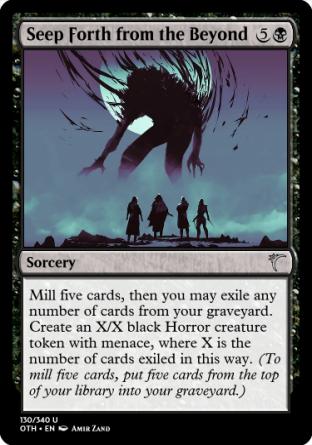 Seep Forth from the Beyond 5
Sorcery
Mill five cards, then you may exile any
number of cards from your graveyard.
Create an X/X black Horror creature
token with menace, where X is the
number of cards exiled in this way. (To
mill five cards, put five cards from the top
of your library into your graveyard.)
130/340 U
OTH • EN Amir Zand